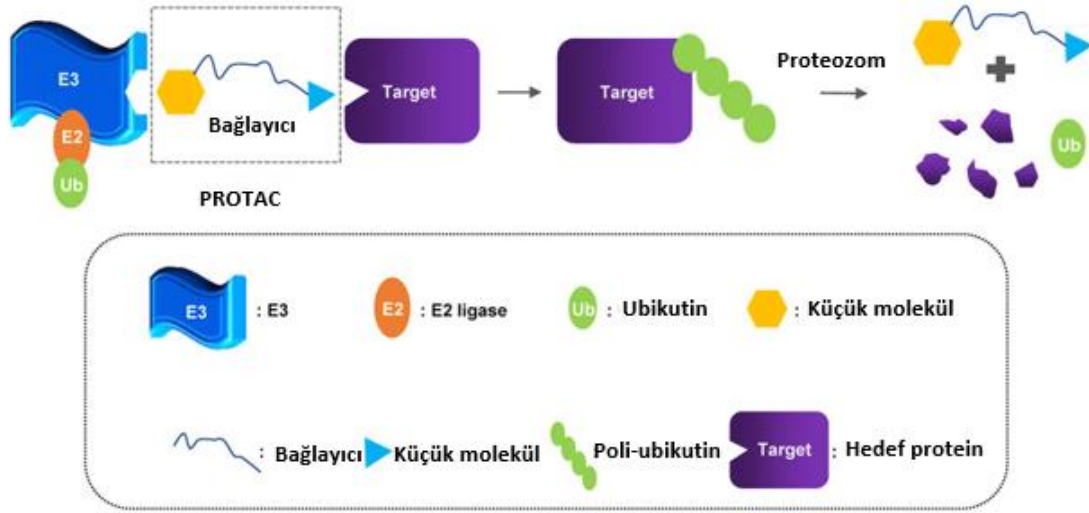 E3
E2
Ub
Bağlayıcı
PROTAC
Target
Target
Proteozom
Ub
E3 : E3
E2 : E2 ligase
Ub : Ubikutin
: Küçük molekül
: Bağlayıcı
Küçük molekül
Poli-ubikutin
Target : Hedef protein